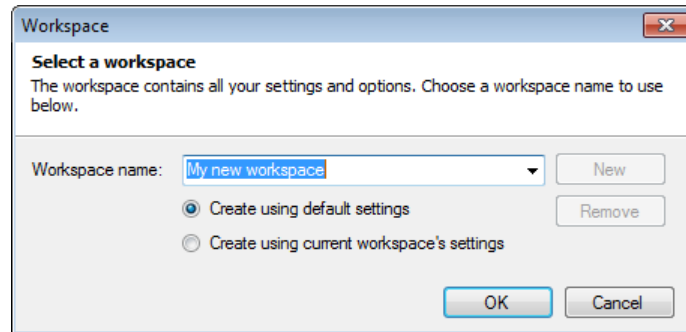 Workspace
Select a workspace
The workspace contains all your settings and options. Choose a workspace name to use
below.
Workspace name: My new workspace New
Create using default settings Remove
Create using current workspace's settings
OK Cancel